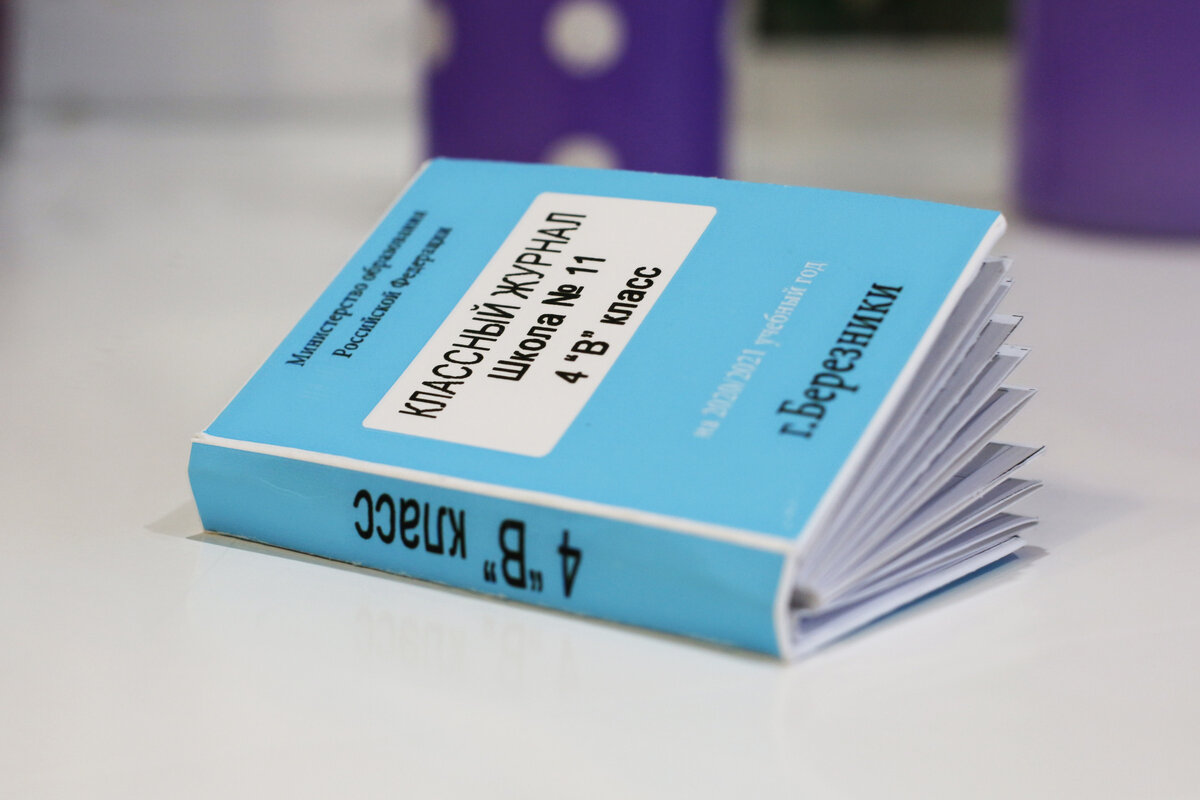 Министерство образования
Российской Федерации
КЛАССНЫЙ ЖУРНАЛ
Школа № 11
4 “В” класс
на 2020/2021 учебный год
г.Березники
4 “В” класс